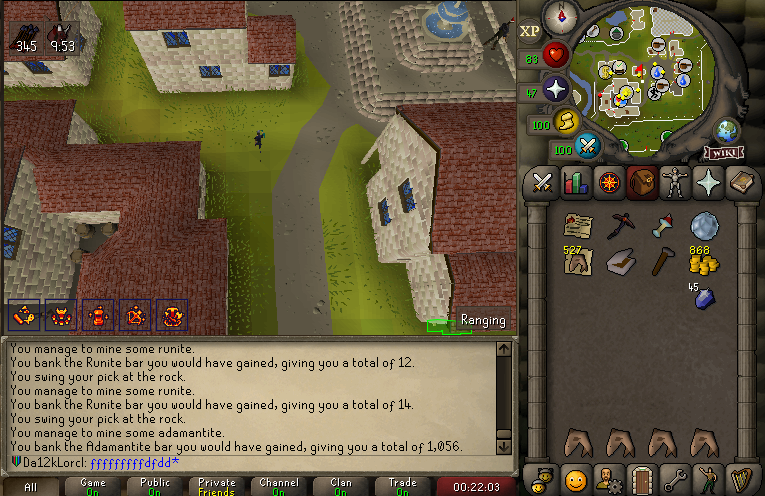 345
9:53
XP
83
47
100
100
WIKI
527
868
45
Ranging
You manage to mine some runite.
You bank the Runite bar you would have gained, giving you a total of 12.
You swing your pick at the rock.
You manage to mine some runite.
You bank the Runite bar you would have gained, giving you a total of 14.
You swing your pick at the rock.
You manage to mine some adamantite.
You bank the Adamantite bar you would have gained, giving you a total of 1,056.
Da12kLorcl: fffffffffdfdd*
All
Game On
Public On
Private Friends
Channel On
Clan On
Trade On
00:22:03